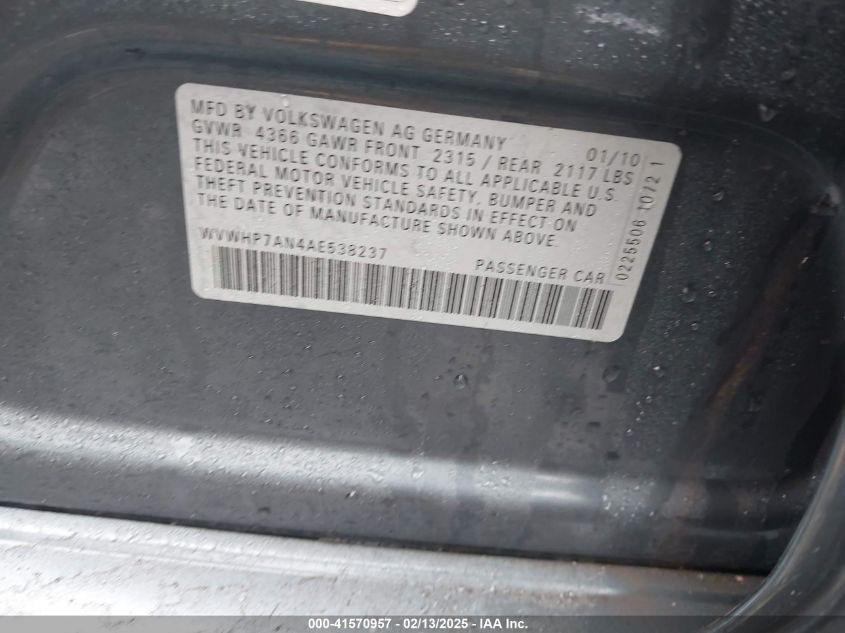 MFD BY VOLKSWAGEN AG GERMANY 01/10
GVWR 4366 GAWR FRONT 2315 / REAR 2117 LBS
THIS VEHICLE CONFORMS TO ALL APPLICABLE U.S.
FEDERAL MOTOR VEHICLE SAFETY, BUMPER AND
THEFT PREVENTION STANDARDS IN EFFECT ON
THE DATE OF MANUFACTURE SHOWN ABOVE.
WVWHP7AN4AE538237 PASSENGER CAR
0225506 10721
000-41570957 - 02/13/2025 - IAA Inc.